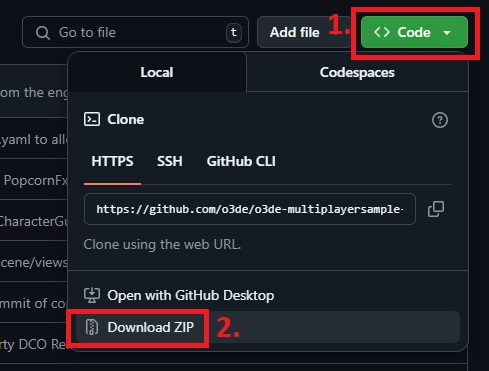 Go to file
t
Add file
1.
<> Code
Local
Codespaces
from the eng
Clone
.yaml to allo
HTTPS
SSH
GitHub CLI
PopcornFx
https://github.com/o3de/o3de-multiplayersample-
CharacterGu
Clone using the web URL.
cene/views
Open with GitHub Desktop
mmit of co
Download ZIP
2.
rty DCO Re